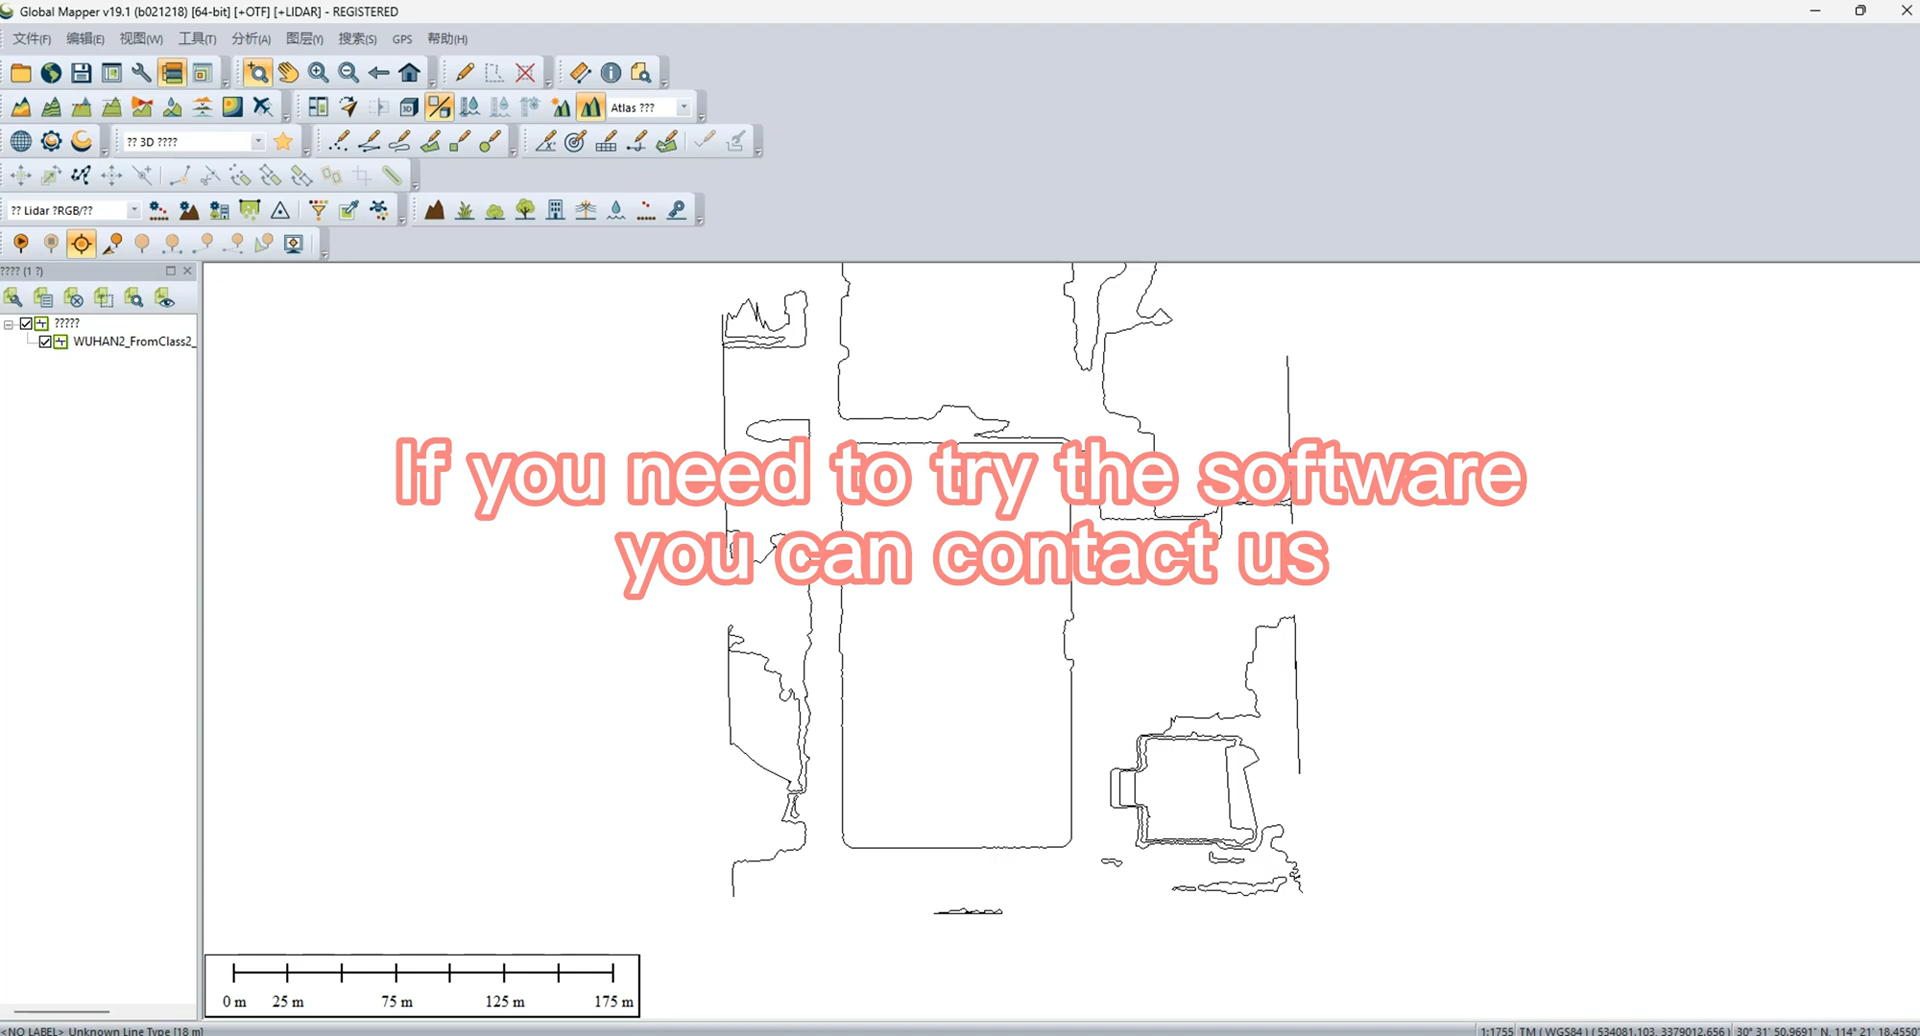 Global Mapper v19.1 (b021218) [64-bit] [+OTF] [+LIDAR] - REGISTERED
文件(F) 编辑(E) 视图(W) 工具(T) 分析(A) 图层(Y) 搜索(S) GPS 帮助(H)
Atlas ???
?? 3D ????
?? Lidar ?RGB/??
???? (1 ?)
?????
WUHAN2_FromClass2_
If you need to try the software
you can contact us
0 m 25 m 75 m 125 m 175 m
<NO LABEL> Unknown Line Type [18 m] 1:1755 TM ( WGS84 ) ( 534081.103, 3379012.656 ) 30° 31' 50.9691" N, 114° 21' 18.4550